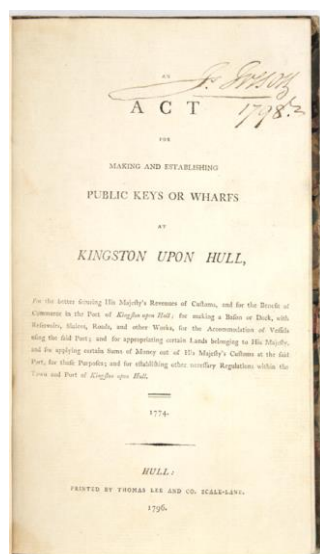 AN
ACT
FOR
MAKING AND ESTABLISHING
PUBLIC KEYS OR WHARFS
AT
KINGSTON UPON HULL,
For the better securing His Majesty's Revenues of Customs, and for the Benefit of
Commerce in the Port of Kingston upon Hull; for making a Bason or Dock, with
Reservoirs, Sluices, Roads, and other Works, for the Accommodation of Vessels
using the said Port; and for appropriating certain Lands belonging to His Majesty,
and for applying certain Sums of Money out of His Majesty's Customs at the said
Port, for those Purposes; and for establishing other necessary Regulations within the
Town and Port of Kingston upon Hull.
1774.
HULL:
PRINTED BY THOMAS LEE AND CO. SCALE-LANE.
1796.
1798